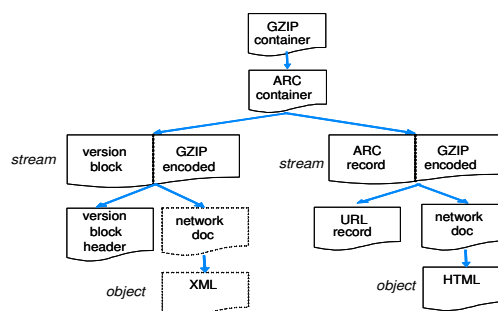 GZIP
container
ARC
container
stream
version
block
GZIP
encoded
stream
ARC
record
GZIP
encoded
version
block
header
network
doc
URL
record
network
doc
object
XML
object
HTML